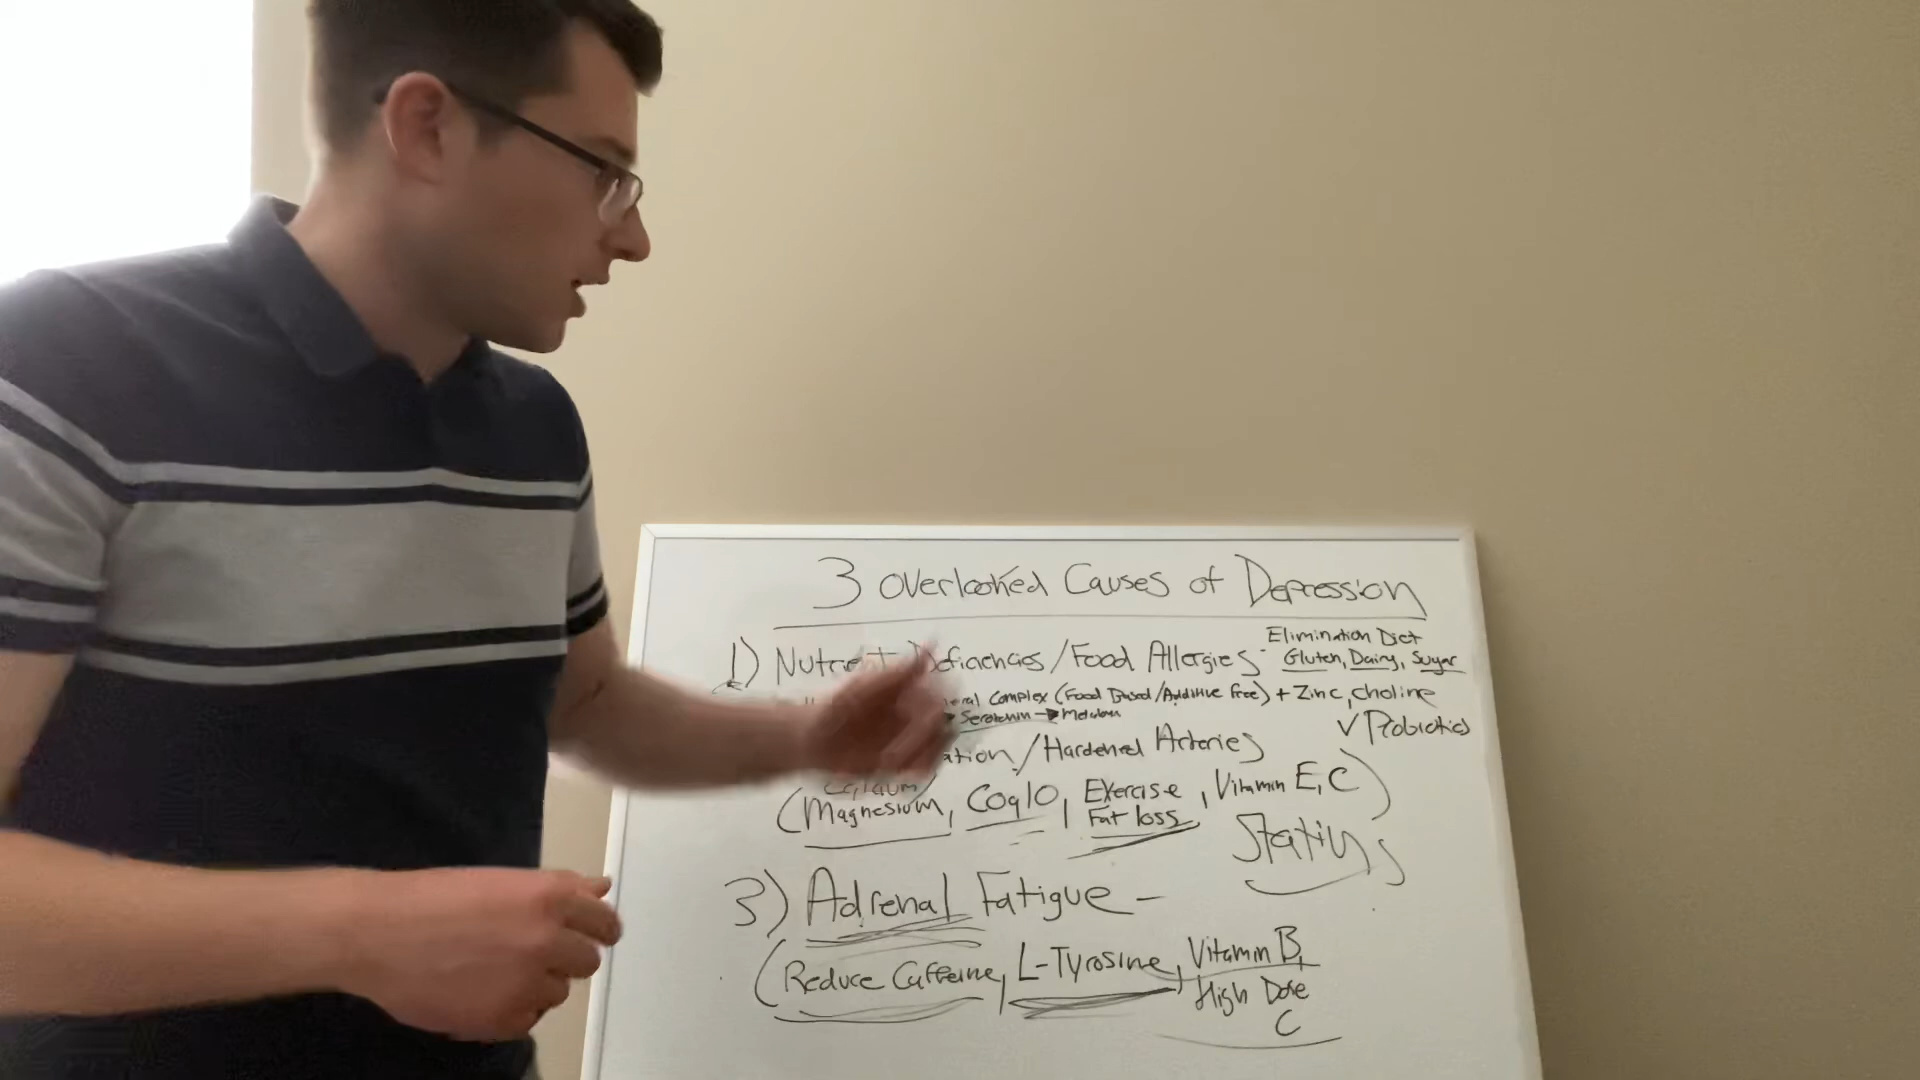 3 Overlooked Causes of Depression
1) Nutrient Deficiencies/Food Allergies - Elimination Diet
Gluten, Dairy, Sugar
Complex (Food Based/Additive free) + Zinc, choline
Serotonin
✓ Probiotics
/Hardened Arteries
(Magnesium, Coq10, Exercise, Vitamin E, C)
Fat loss
Statins
3) Adrenal Fatigue -
(Reduce Caffeine, L-Tyrosine, Vitamin B,
High Dose
C